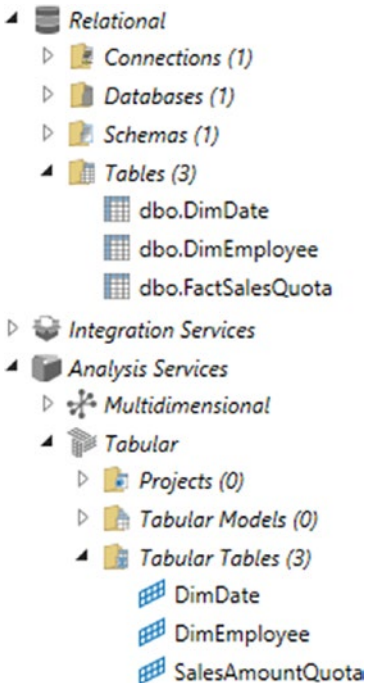 Relational
Connections (1)
Databases (1)
Schemas (1)
Tables (3)
dbo.DimDate
dbo.DimEmployee
dbo.FactSalesQuota
Integration Services
Analysis Services
Multidimensional
Tabular
Projects (0)
Tabular Models (0)
Tabular Tables (3)
DimDate
DimEmployee
SalesAmountQuota